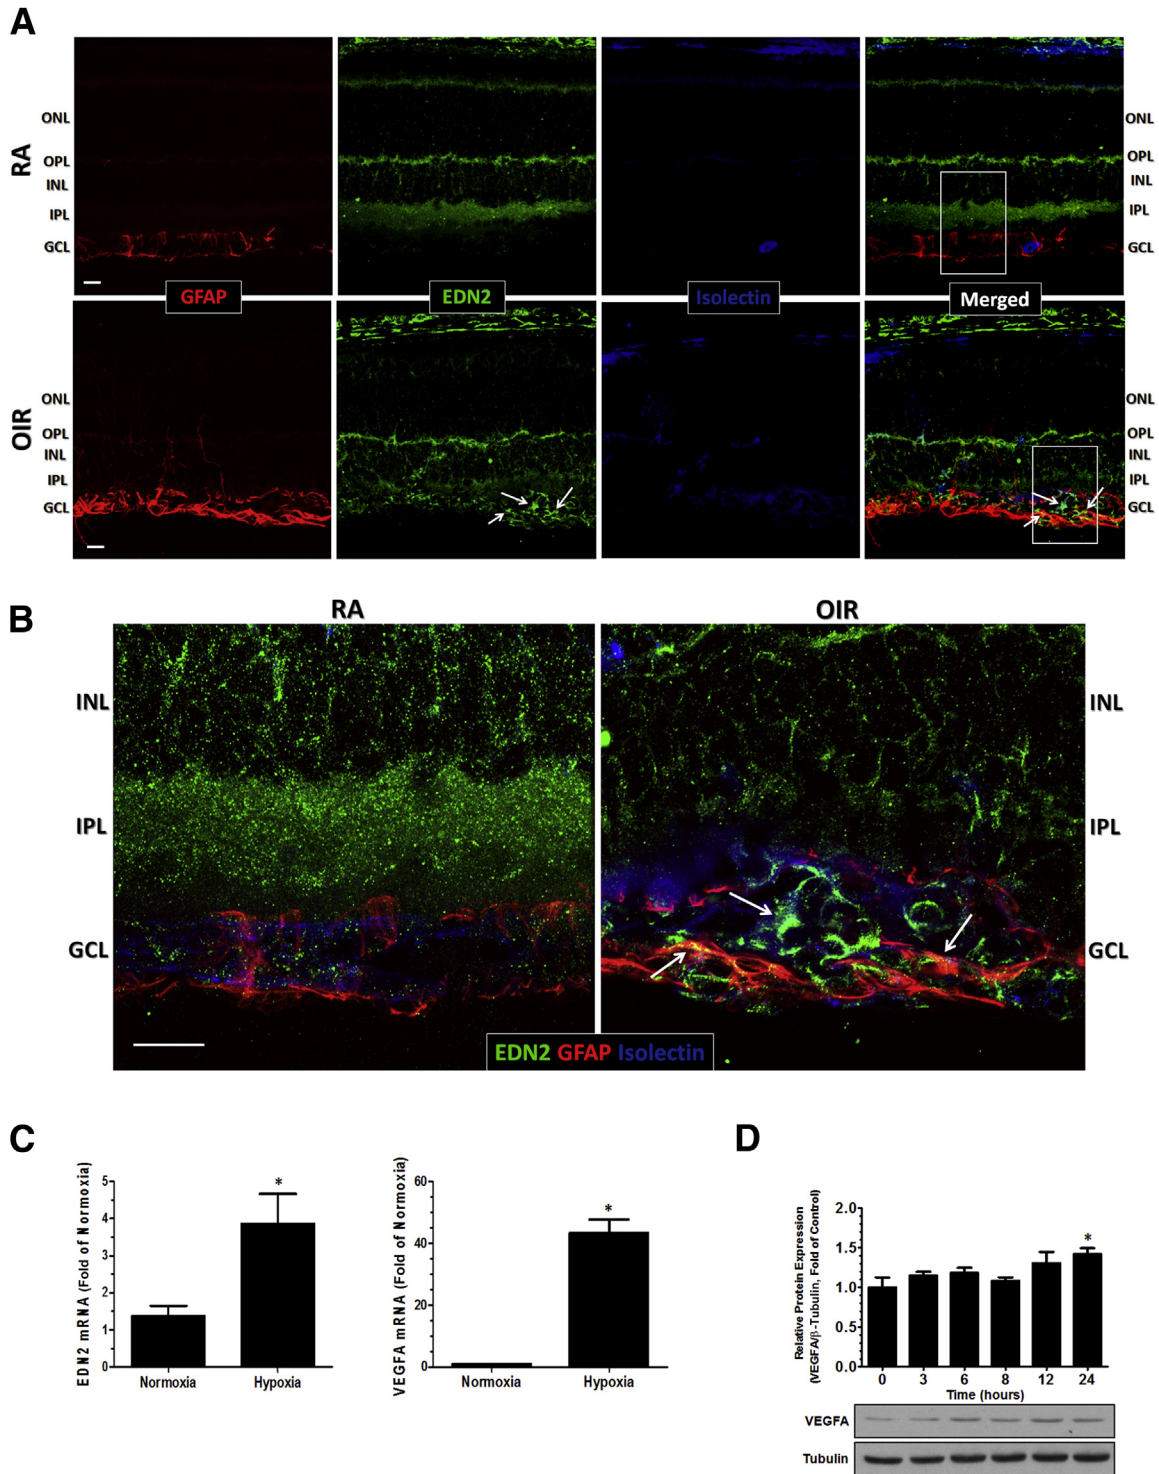 A
RA
ONL
OPL
INL
IPL
GCL
ONL
OPL
INL
IPL
GCL
GFAP
EDN2
Isolectin
Merged
OIR
ONL
OPL
INL
IPL
GCL
ONL
OPL
INL
IPL
GCL
B
RA
OIR
INL
IPL
GCL
INL
IPL
GCL
EDN2 GFAP Isolectin
C
EDN2 mRNA (Fold of Normoxia)
5
4
3
2
1
0
*
Normoxia
Hypoxia
VEGFA mRNA (Fold of Normoxia)
60
40
20
0
*
Normoxia
Hypoxia
D
Relative Protein Expression
(VEGFA/β-Tubulin, Fold of Control)
2.0
1.5
1.0
0.5
0.0
*
0 3 6 8 12 24
Time (hours)
VEGFA
Tubulin